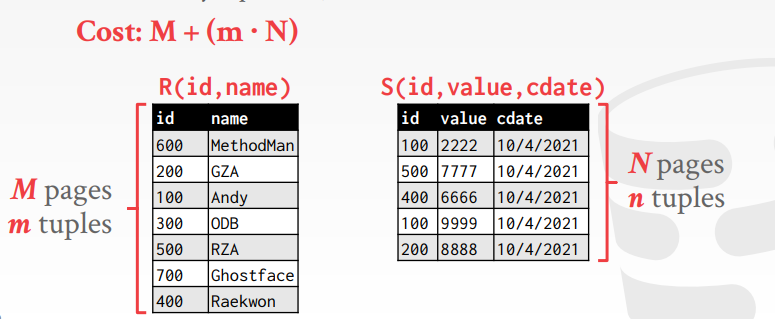 Cost: M + (m · N)
R(id,name)
id name
600 MethodMan
200 GZA
100 Andy
300 ODB
500 RZA
700 Ghostface
400 Raekwon
M pages
m tuples
S(id,value,cdate)
id value cdate
100 2222 10/4/2021
500 7777 10/4/2021
400 6666 10/4/2021
100 9999 10/4/2021
200 8888 10/4/2021
N pages
n tuples